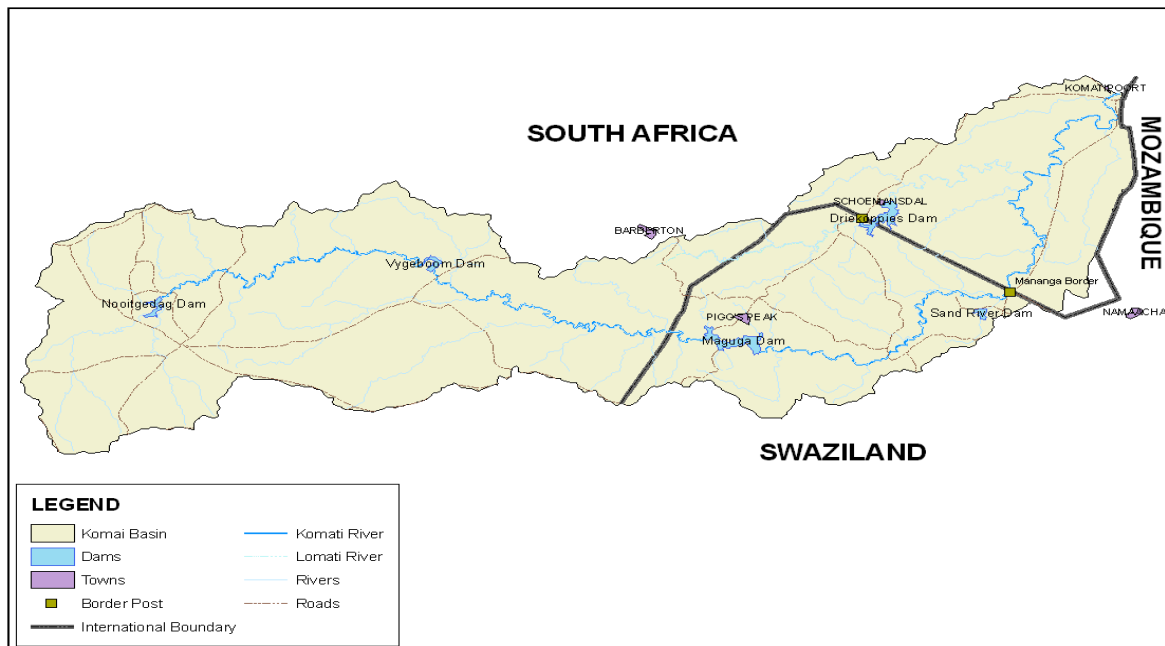 KOMATIPOORT
SOUTH AFRICA
MOZAMBIQUE
SCHOEMANSDAL
Driekoppies Dam
BARBERTON
Vygeboom Dam
Mananga Border
Nooitgedag Dam
Sand River Dam
NAMAACHA
PIGG'S PEAK
Maguga Dam
SWAZILAND
LEGEND
Komai Basin
Dams
Towns
Border Post
International Boundary
Komati River
Lomati River
Rivers
Roads